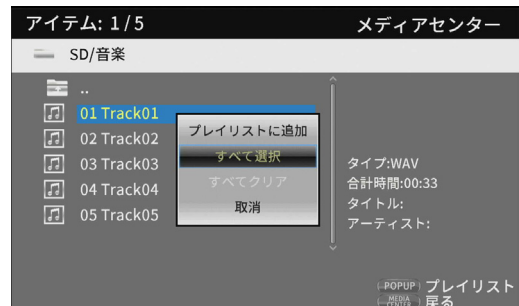 アイテム: 1/5
メディアセンター
SD/音楽
..
01 Track01
02 Track02
03 Track03
04 Track04
05 Track05
プレイリストに追加
すべて選択
すべてクリア
取消
タイプ:WAV
合計時間:00:33
タイトル:
アーティスト:
POPUP プレイリスト
MEDIA CENTER 戻る